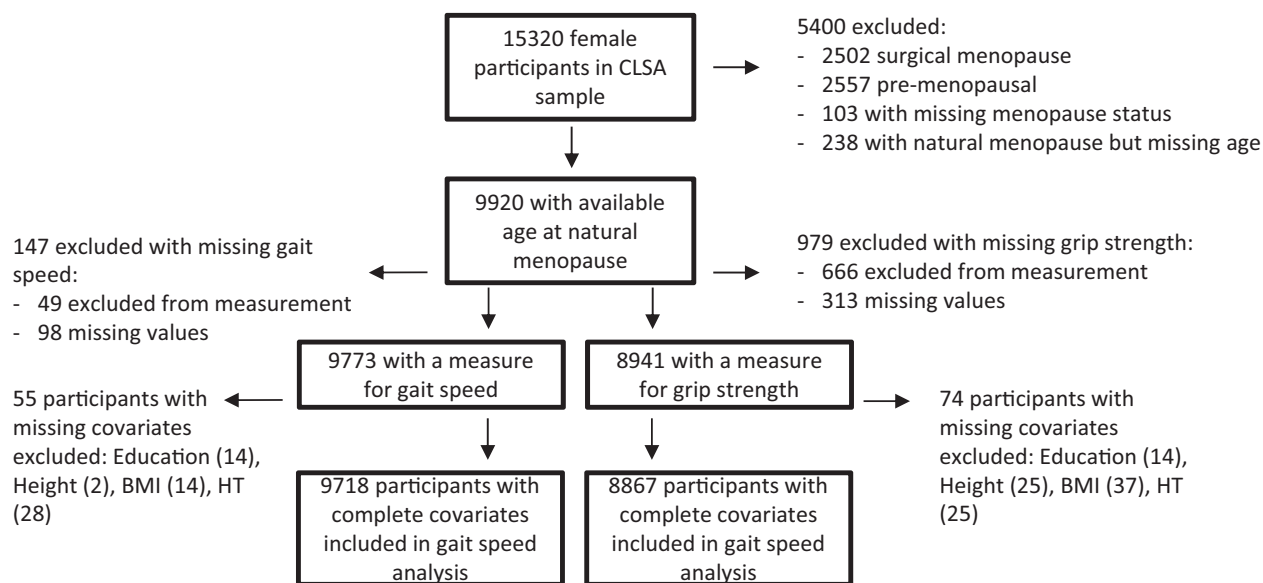 15320 female
participants in CLSA
sample
5400 excluded:
- 2502 surgical menopause
- 2557 pre-menopausal
- 103 with missing menopause status
- 238 with natural menopause but missing age
9920 with available
age at natural
menopause
147 excluded with missing gait
speed:
- 49 excluded from measurement
- 98 missing values
979 excluded with missing grip strength:
- 666 excluded from measurement
- 313 missing values
9773 with a measure
for gait speed
8941 with a measure
for grip strength
55 participants with
missing covariates
excluded: Education (14),
Height (2), BMI (14), HT
(28)
74 participants with
missing covariates
excluded: Education (14),
Height (25), BMI (37), HT
(25)
9718 participants with
complete covariates
included in gait speed
analysis
8867 participants with
complete covariates
included in gait speed
analysis